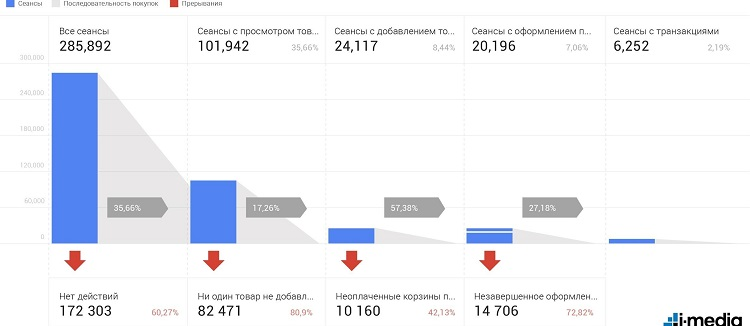 Сеансы Последовательность покупок Прерывания
Все сеансы
285,892
Сеансы с просмотром тов...
101,942 35,66%
Сеансы с добавлением то...
24,117 8,44%
Сеансы с оформлением п...
20,196 7,06%
Сеансы с транзакциями
6,252 2,19%
300,000
240,000
180,000
120,000
60,000
0
35,66%
17,26%
57,38%
27,18%
Нет действий
172 303 60,27%
Ни один товар не добавл...
82 471 80,9%
Неоплаченные корзины п...
10 160 42,13%
Незавершенное оформлен...
14 706 72,82%
i-media